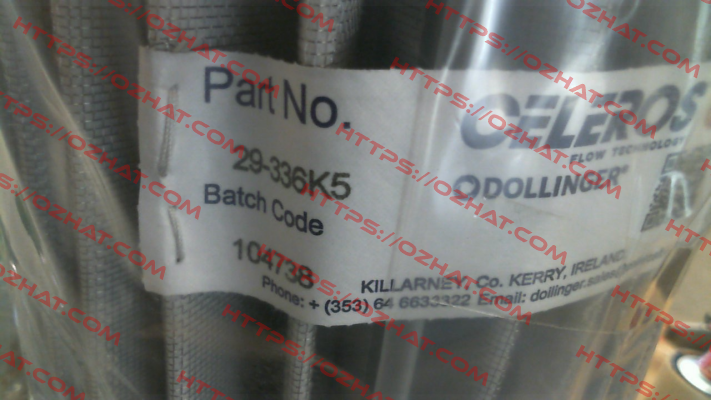 Part No.
29-336K5
Batch Code
104738
CELEROS
FLOW TECHNOLOGY
DOLLINGER®
KILLARNEY, Co. KERRY, IRELAND
Phone: + (353) 64 6633322 Email:
HTTPS://OZHAT.COM